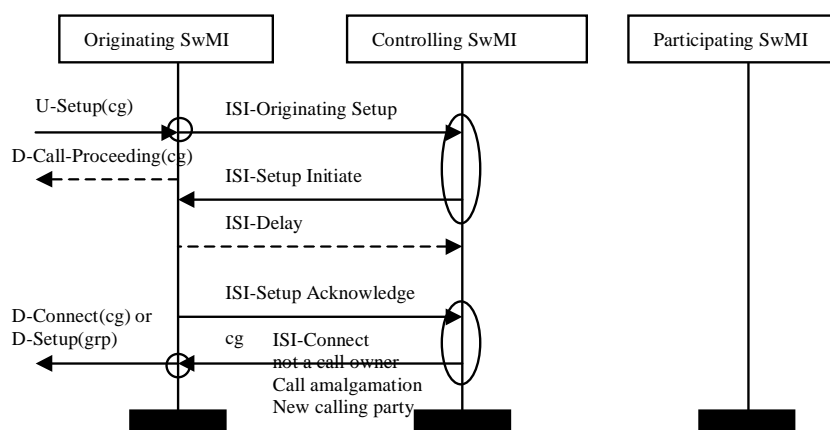 Originating SwMI
Controlling SwMI
Participating SwMI
U-Setup(cg)
ISI-Originating Setup
D-Call-Proceeding(cg)
ISI-Setup Initiate
ISI-Delay
ISI-Setup Acknowledge
D-Connect(cg) or
D-Setup(grp)
cg
ISI-Connect
not a call owner
Call amalgamation
New calling party